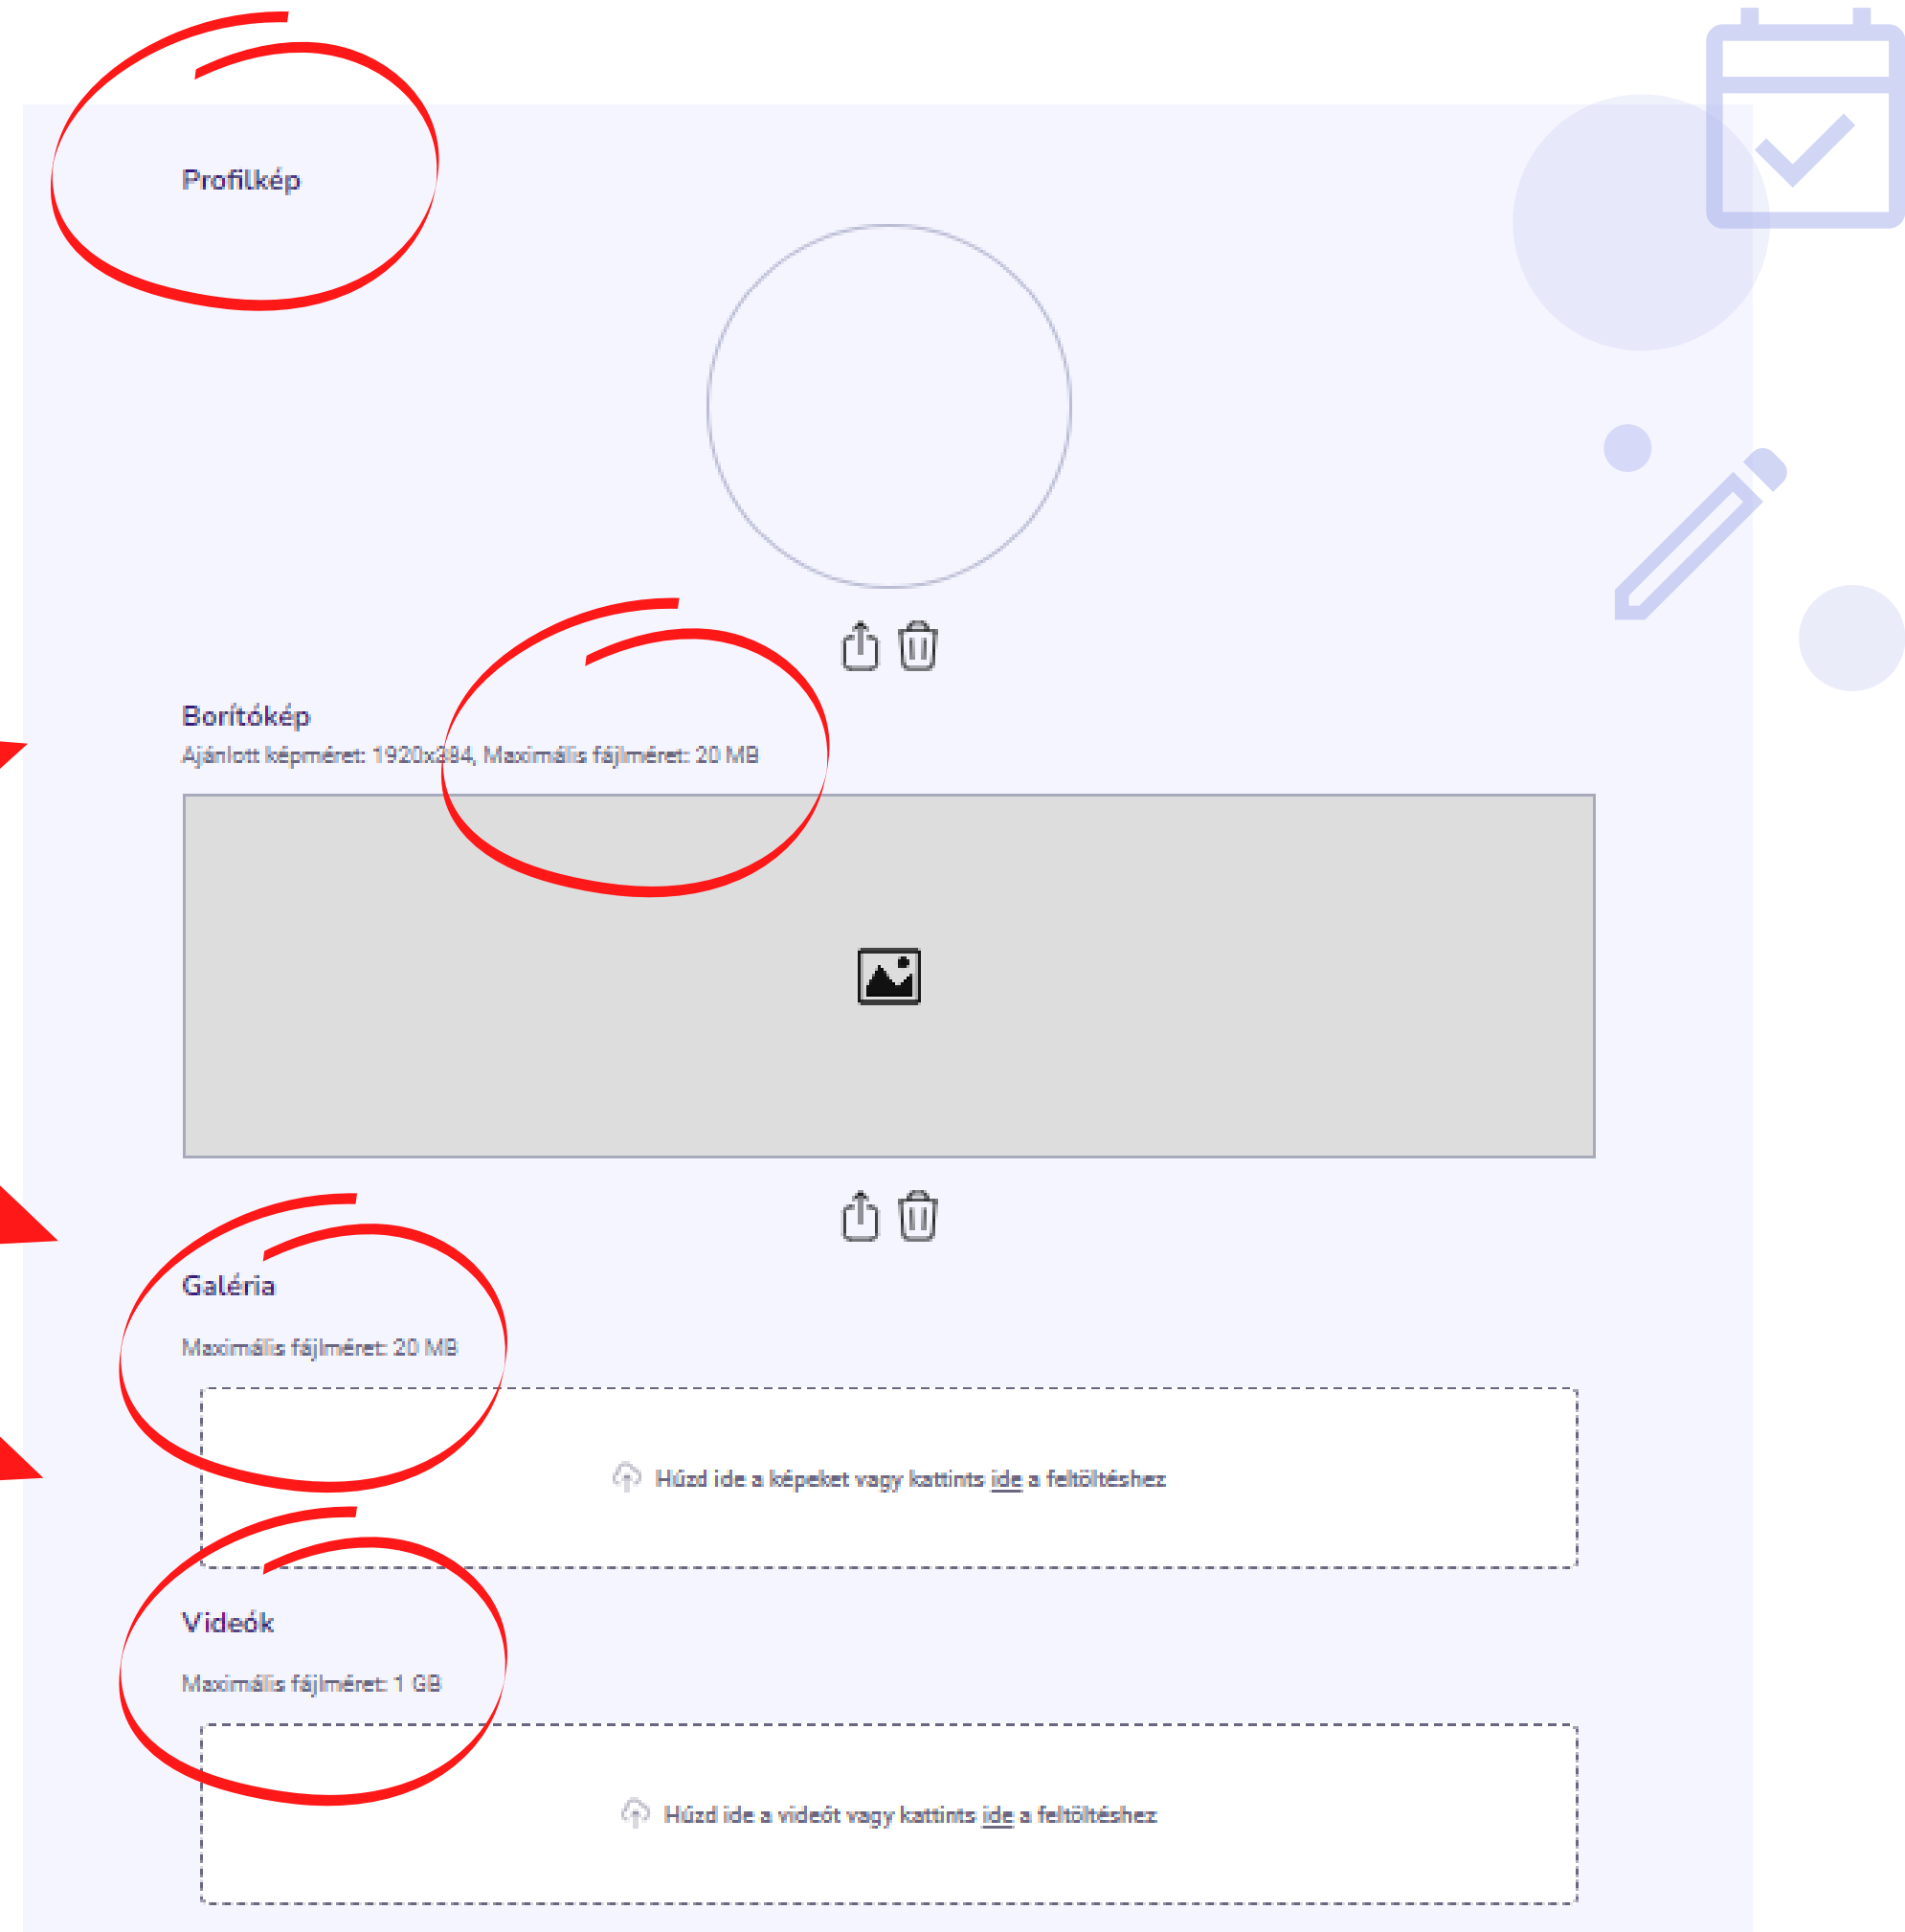 Profilkép
Borítókép
Ajánlott képméret: 1920x384, Maximális fájlméret: 20 MB
Galéria
Maximális fájlméret: 20 MB
Húzd ide a képeket vagy kattints ide a feltöltéshez
Videók
Maximális fájlméret: 1 GB
Húzd ide a videót vagy kattints ide a feltöltéshez